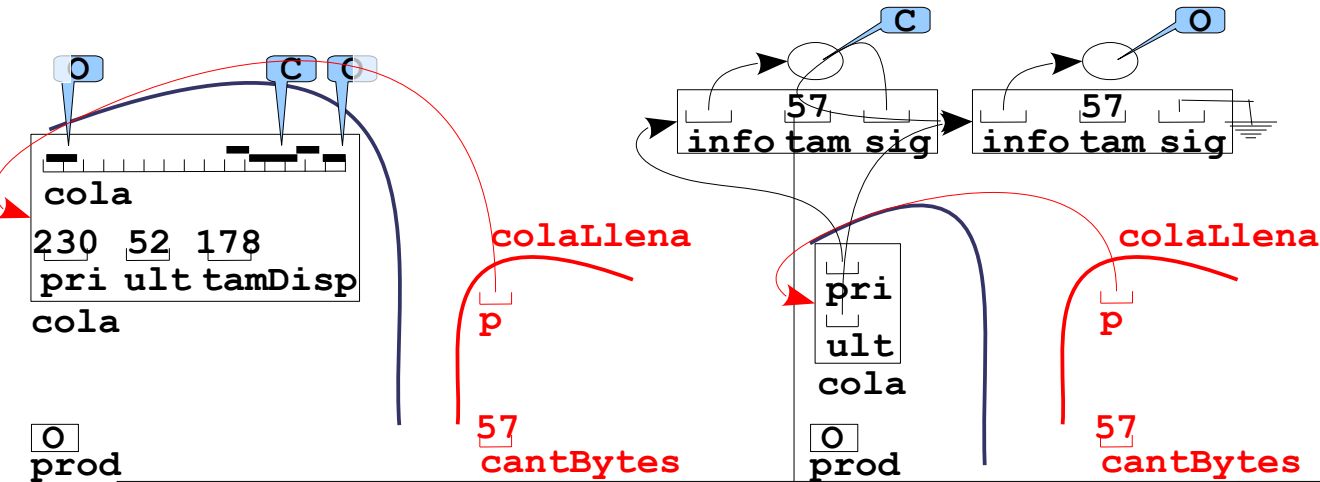 O C O
cola
230 52 178
pri ult tamDisp
cola
colaLlena
p
57
cantBytes
O
prod
C O
57
info tam sig
57
info tam sig
pri
ult
cola
colaLlena
p
57
cantBytes
O
prod